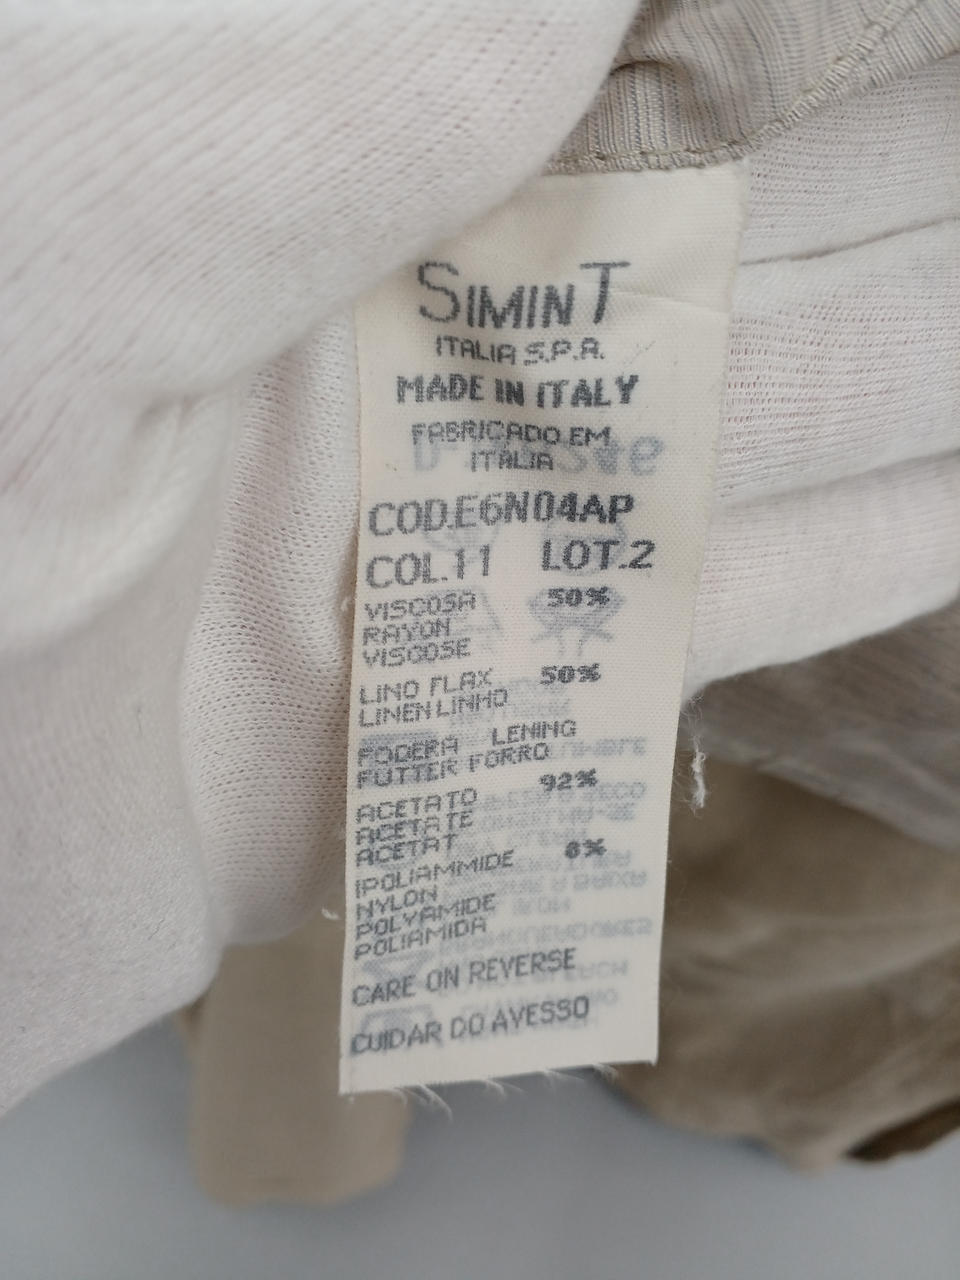 SIMINT
ITALIA S.P.A.
MADE IN ITALY
FABRICADO EM
ITALIA
COD.E6N04AP
COL.11 LOT.2
VISCOSA 50%
RAYON
VISCOSE
LINO FLAX 50%
LINEN LINHO
FODERA LENING
FUTTER FORRO
ACETATO 92%
ACETATE
ACETAT
POLIAMMIDE 8%
NYLON
POLYAMIDE
POLIAMIDA
CARE ON REVERSE
CUIDAR DO AVESSO